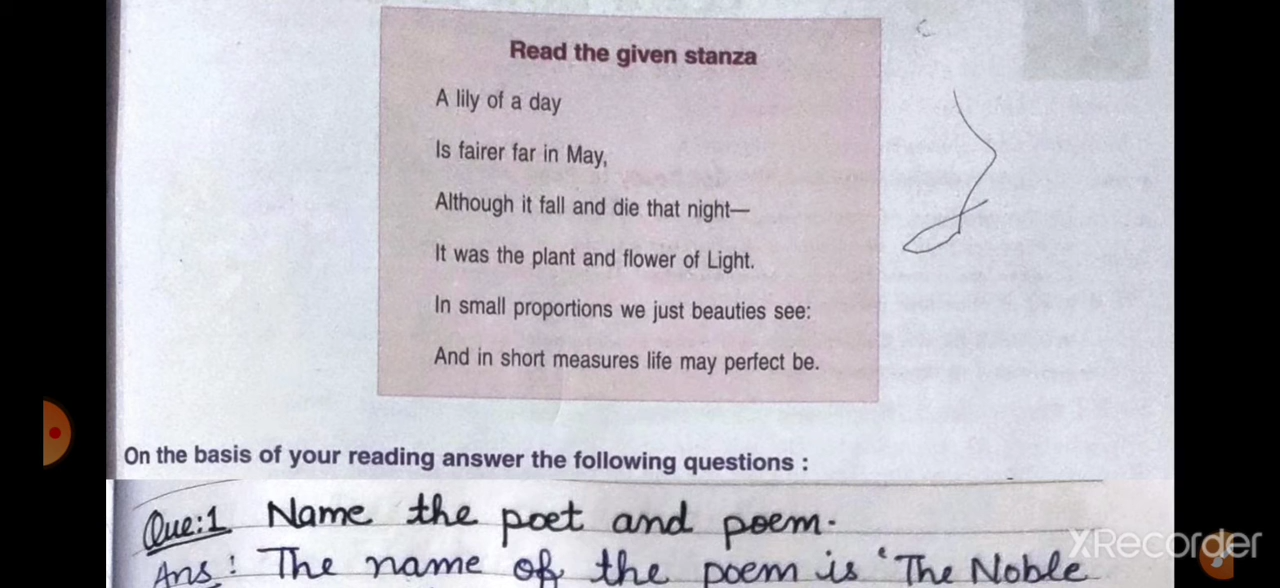 Read the given stanza
A lily of a day
Is fairer far in May,
Although it fall and die that night—
It was the plant and flower of Light.
In small proportions we just beauties see:
And in short measures life may perfect be.
On the basis of your reading answer the following questions :
Que:1 Name the poet and poem.
Ans: The name of the poem is 'The Noble
XRecorder